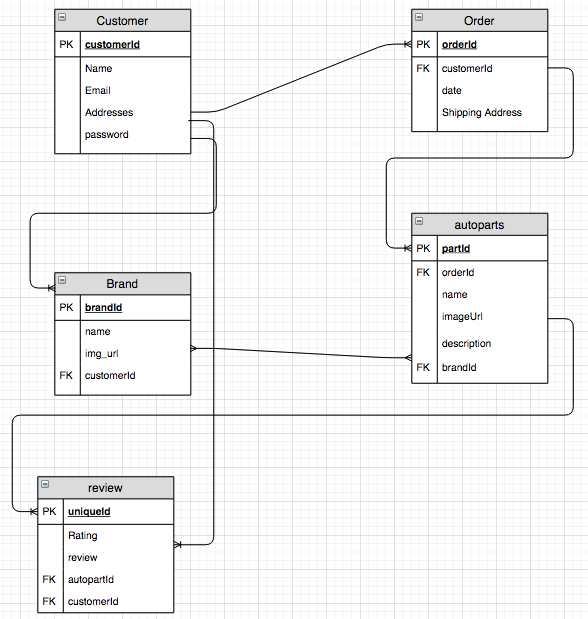 Customer
PK customerId
Name
Email
Addresses
password
Order
PK orderId
FK customerId
date
Shipping Address
autoparts
PK partId
FK orderId
name
imageUrl
description
FK brandId
Brand
PK brandId
name
img_url
FK customerId
review
PK uniqueId
Rating
review
FK autopartId
FK customerId